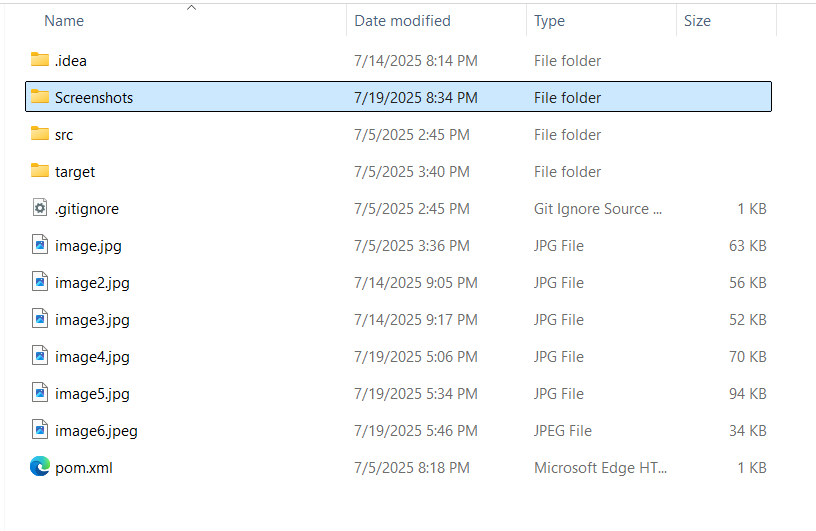 Name Date modified Type Size
.idea 7/14/2025 8:14 PM File folder
Screenshots 7/19/2025 8:34 PM File folder
src 7/5/2025 2:45 PM File folder
target 7/5/2025 3:40 PM File folder
.gitignore 7/5/2025 2:45 PM Git Ignore Source ... 1 KB
image.jpg 7/5/2025 3:36 PM JPG File 63 KB
image2.jpg 7/14/2025 9:05 PM JPG File 56 KB
image3.jpg 7/14/2025 9:17 PM JPG File 52 KB
image4.jpg 7/19/2025 5:06 PM JPG File 70 KB
image5.jpg 7/19/2025 5:34 PM JPG File 94 KB
image6.jpeg 7/19/2025 5:46 PM JPEG File 34 KB
pom.xml 7/5/2025 8:18 PM Microsoft Edge HT... 1 KB